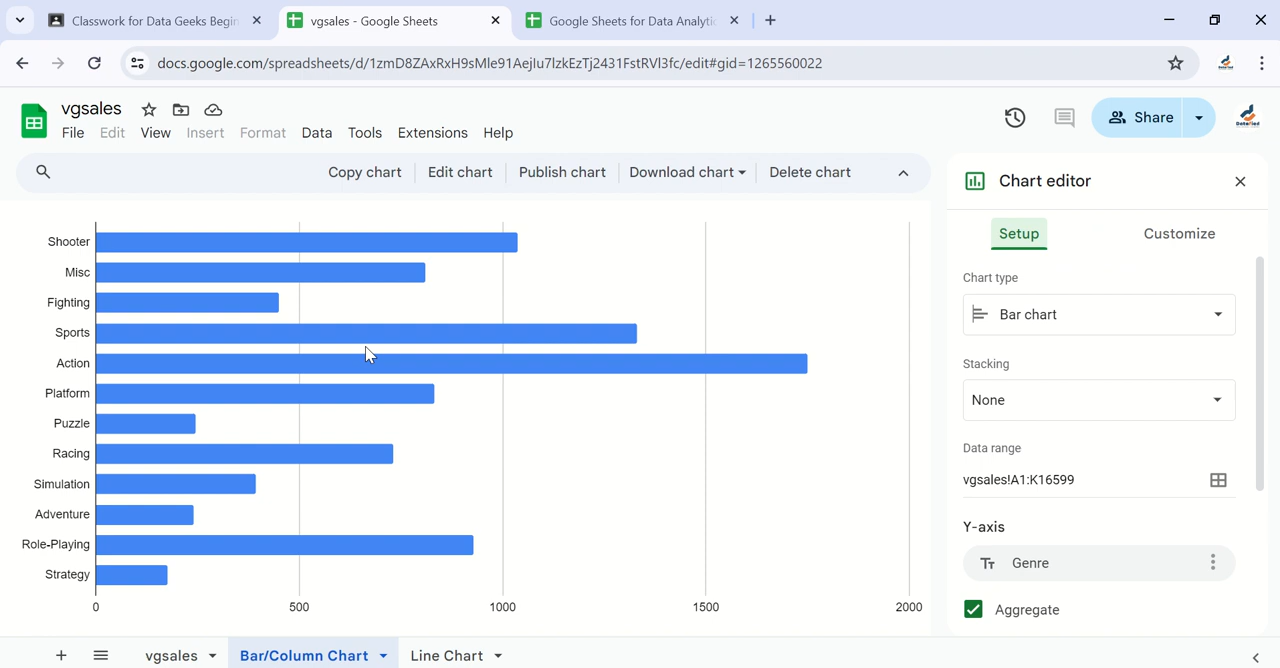 Classwork for Data Geeks Begin
vgsales - Google Sheets
Google Sheets for Data Analytic
docs.google.com/spreadsheets/d/1zmD8ZAxRxH9sMle91Aejlu7lzkEzTj2431FstRVl3fc/edit#gid=1265560022
vgsales
File Edit View Insert Format Data Tools Extensions Help
Share
Copy chart Edit chart Publish chart Download chart Delete chart
Chart editor
Setup Customize
Chart type
Bar chart
Stacking
None
Data range
vgsales!A1:K16599
Y-axis
Tт Genre
Aggregate
Shooter
Misc
Fighting
Sports
Action
Platform
Puzzle
Racing
Simulation
Adventure
Role-Playing
Strategy
0 500 1000 1500 2000
vgsales Bar/Column Chart Line Chart